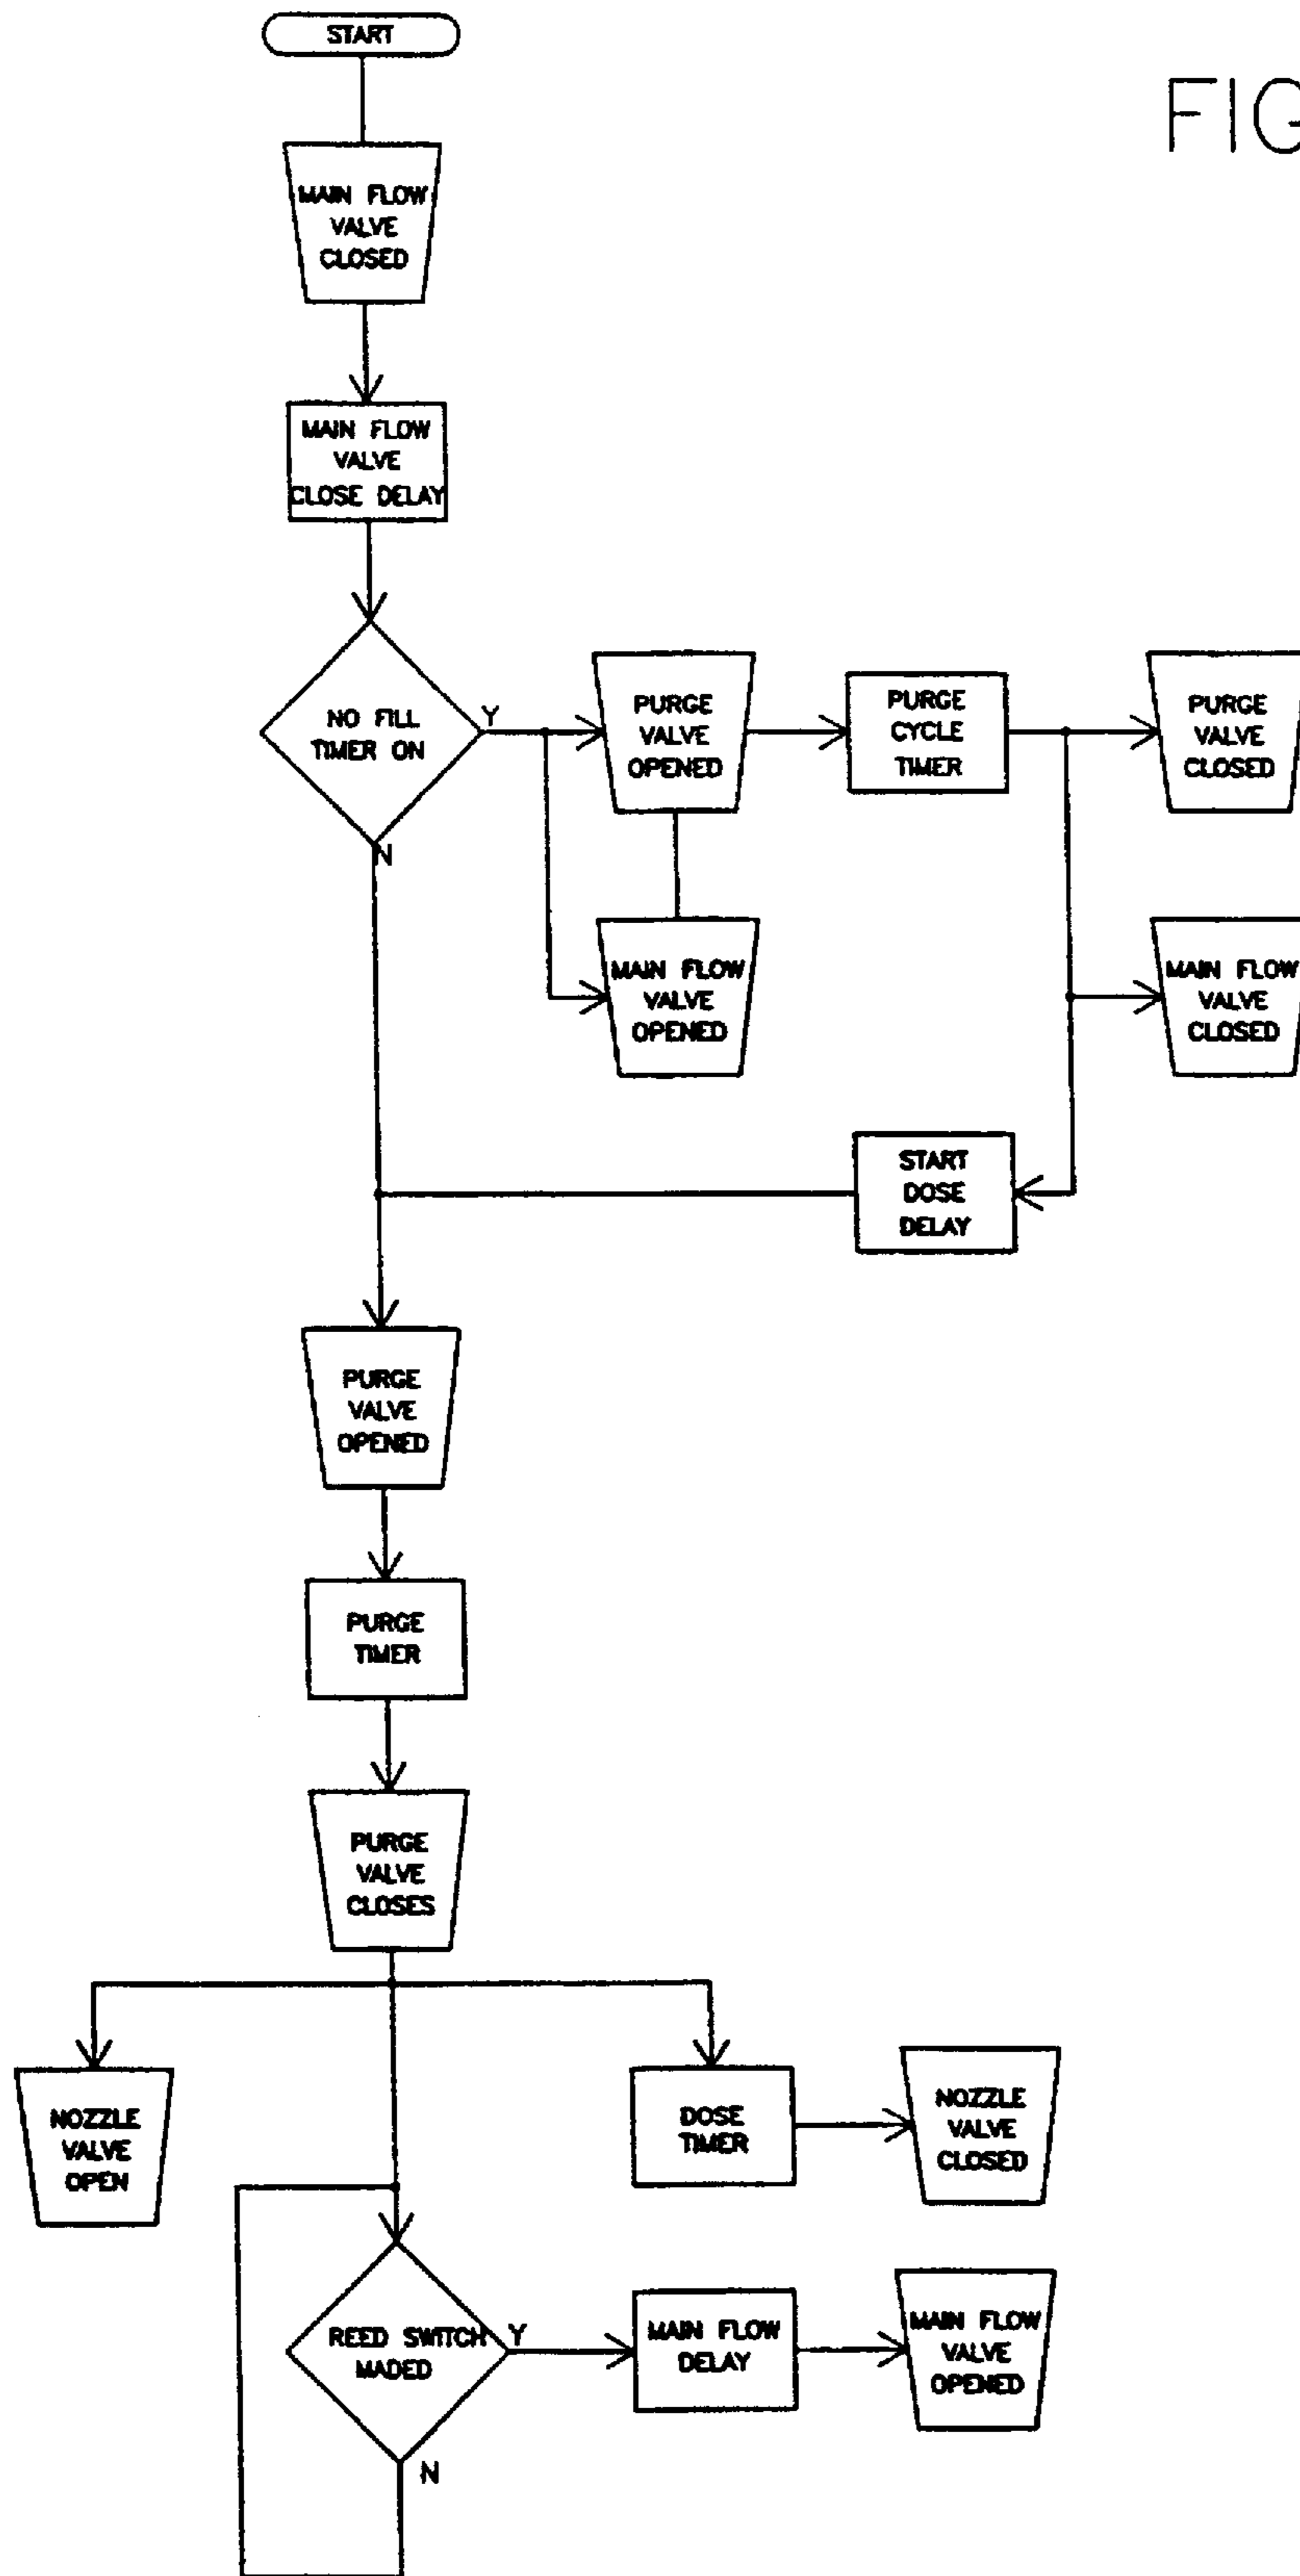 START
FIG
MAIN FLOW
VALVE
CLOSED
MAIN FLOW
VALVE
CLOSE DELAY
NO FILL
TIMER ON
Y
N
PURGE
VALVE
OPENED
PURGE
CYCLE
TIMER
PURGE
VALVE
CLOSED
MAIN FLOW
VALVE
OPENED
MAIN FLOW
VALVE
CLOSED
START
DOSE
DELAY
PURGE
VALVE
OPENED
PURGE
TIMER
PURGE
VALVE
CLOSES
NOZZLE
VALVE
OPEN
DOSE
TIMER
NOZZLE
VALVE
CLOSED
REED SWITCH
MADED
Y
N
MAIN FLOW
DELAY
MAIN FLOW
VALVE
OPENED